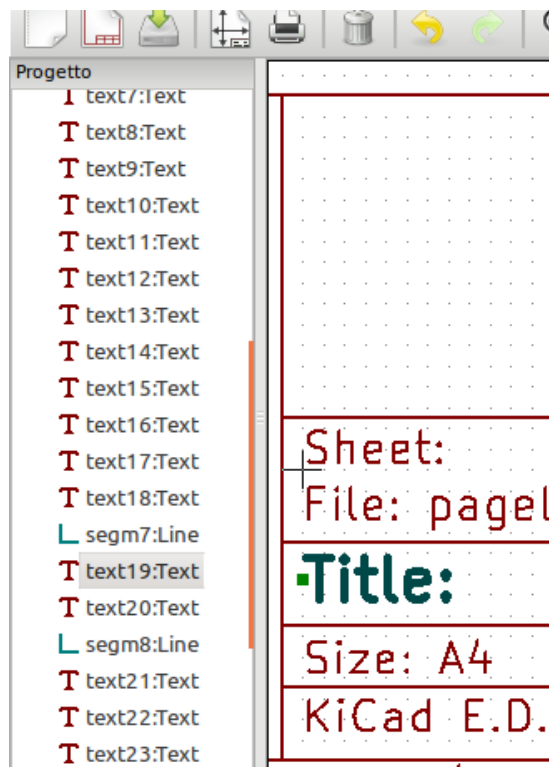 Progetto
text7:Text
text8:Text
text9:Text
text10:Text
text11:Text
text12:Text
text13:Text
text14:Text
text15:Text
text16:Text
text17:Text
text18:Text
segm7:Line
text19:Text
text20:Text
segm8:Line
text21:Text
text22:Text
text23:Text
Sheet:
File: pagel
Title:
Size: A4
KiCad E.D.